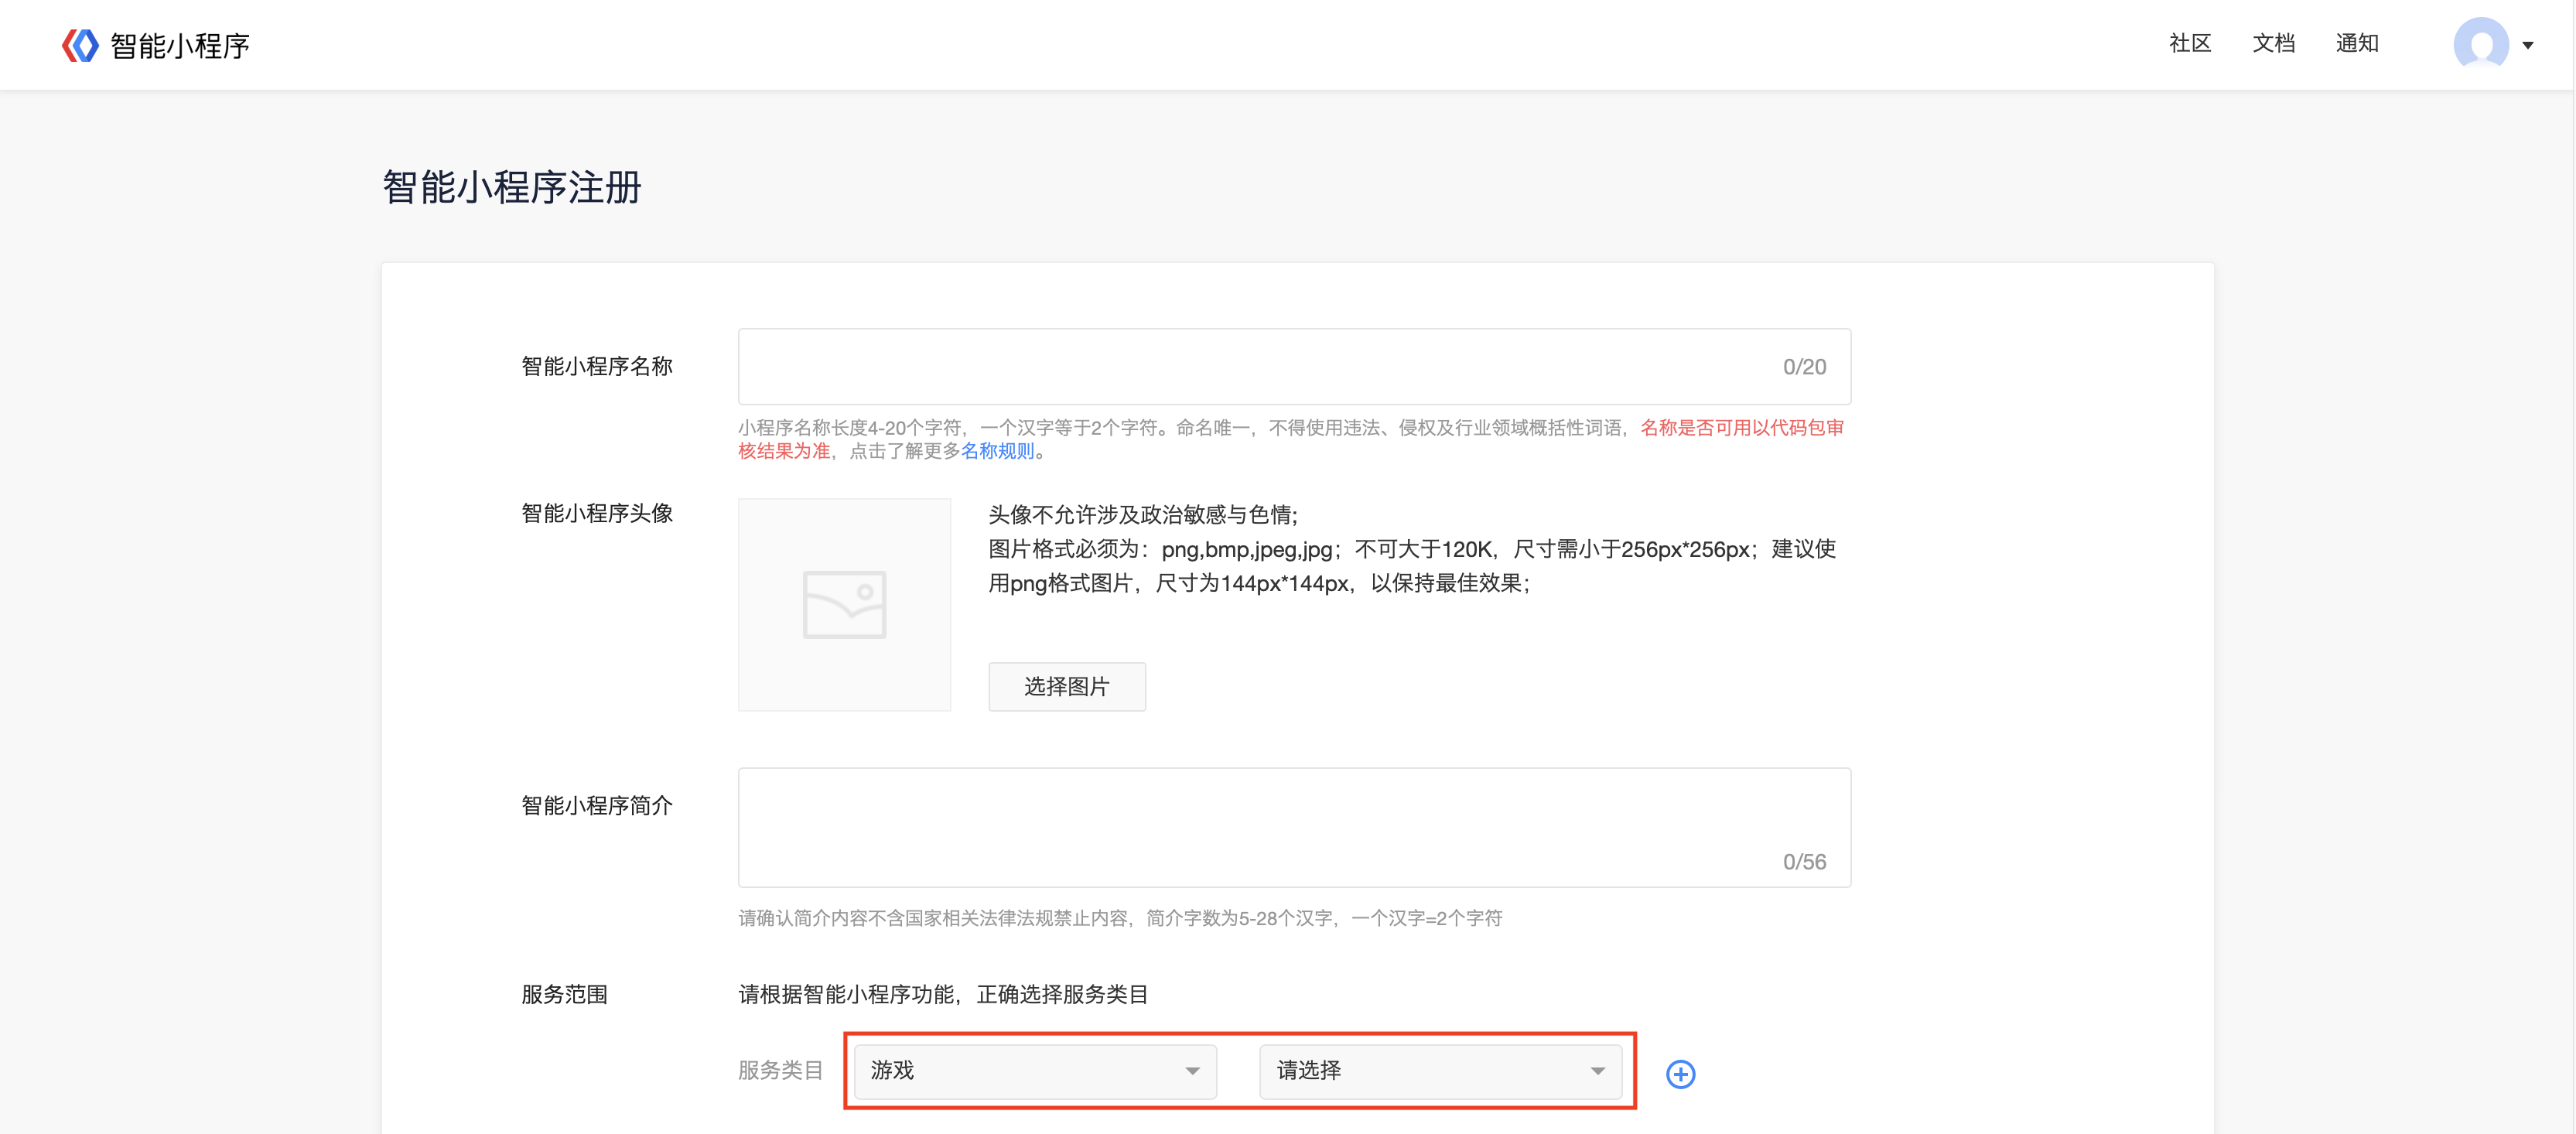 智能小程序
社区 文档 通知
智能小程序注册
智能小程序名称
0/20
小程序名称长度4-20个字符，一个汉字等于2个字符。命名唯一，不得使用违法、侵权及行业领域概括性词语，名称是否可用以代码包审
核结果为准，点击了解更多名称规则。
智能小程序头像
头像不允许涉及政治敏感与色情;
图片格式必须为：png,bmp,jpeg,jpg；不可大于120K，尺寸需小于256px*256px；建议使
用png格式图片，尺寸为144px*144px，以保持最佳效果；
选择图片
智能小程序简介
0/56
请确认简介内容不含国家相关法律法规禁止内容，简介字数为5-28个汉字，一个汉字=2个字符
服务范围 请根据智能小程序功能，正确选择服务类目
服务类目 游戏 请选择